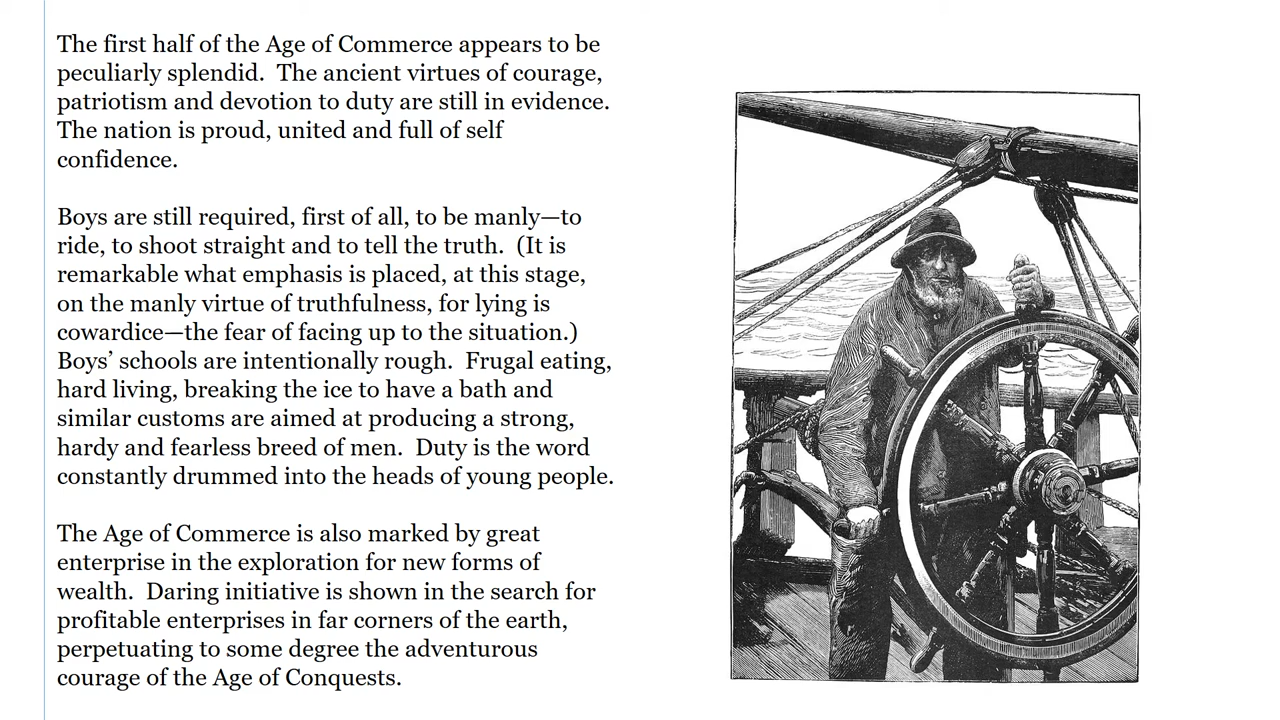 The first half of the Age of Commerce appears to be
peculiarly splendid.  The ancient virtues of courage,
patriotism and devotion to duty are still in evidence.
The nation is proud, united and full of self
confidence.
Boys are still required, first of all, to be manly—to
ride, to shoot straight and to tell the truth.  (It is
remarkable what emphasis is placed, at this stage,
on the manly virtue of truthfulness, for lying is
cowardice—the fear of facing up to the situation.)
Boys’ schools are intentionally rough.  Frugal eating,
hard living, breaking the ice to have a bath and
similar customs are aimed at producing a strong,
hardy and fearless breed of men.  Duty is the word
constantly drummed into the heads of young people.
The Age of Commerce is also marked by great
enterprise in the exploration for new forms of
wealth.  Daring initiative is shown in the search for
profitable enterprises in far corners of the earth,
perpetuating to some degree the adventurous
courage of the Age of Conquests.